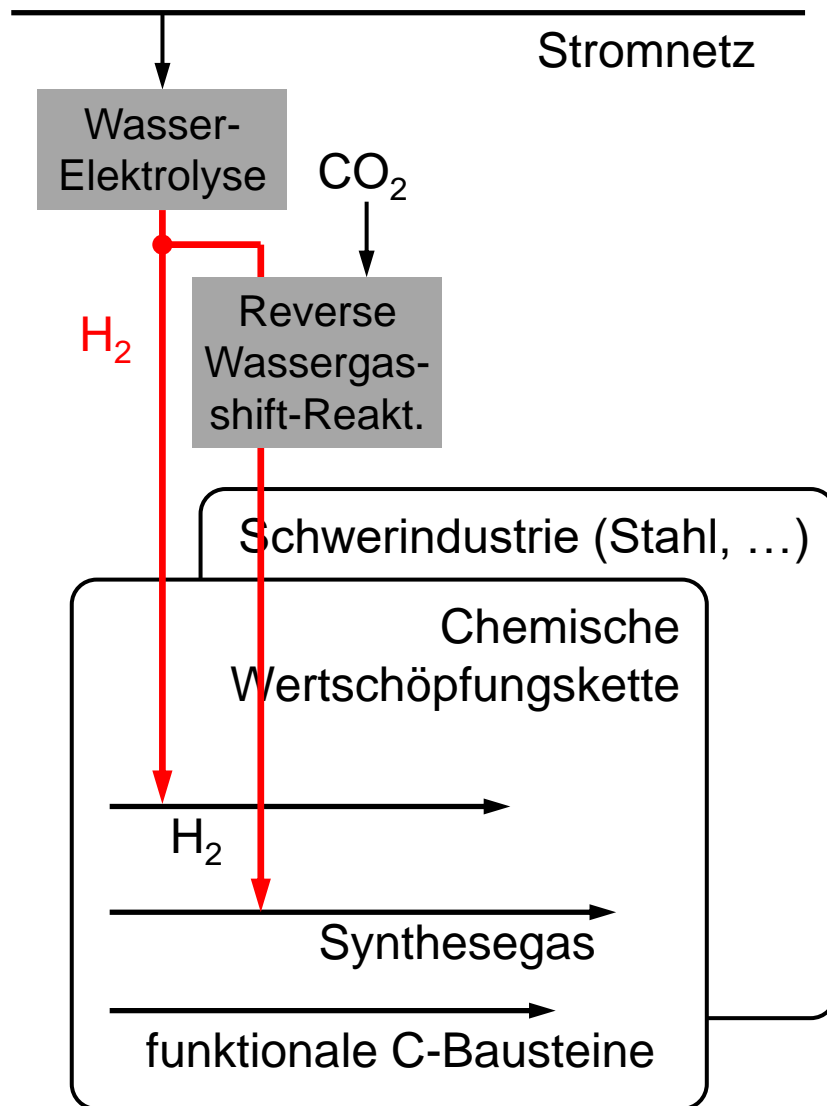 Stromnetz
Wasser-
Elektrolyse
CO₂
H₂
Reverse
Wassergas-
shift-Reakt.
Schwerindustrie (Stahl, …)
Chemische
Wertschöpfungskette
H₂
Synthesegas
funktionale C-Bausteine